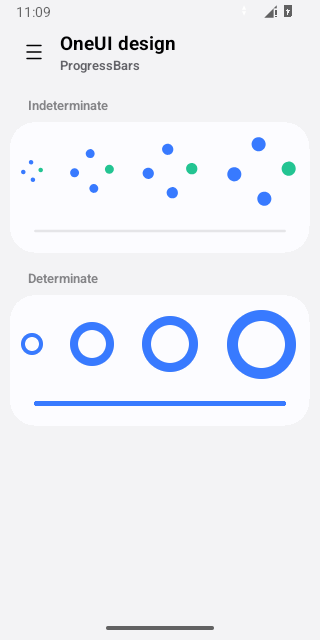 11:09
OneUI design
ProgressBars
Indeterminate
Determinate